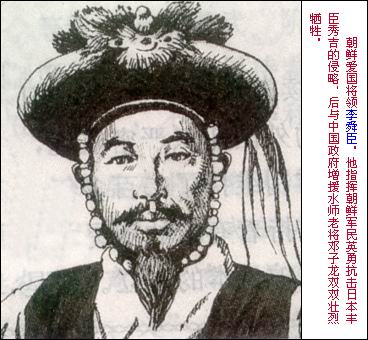 朝鲜爱国将领李舜臣。他指挥朝鲜军民英勇抗击日本丰
臣秀吉的侵略，后与中国政府增援水师老将邓子龙双双壮烈
牺牲。